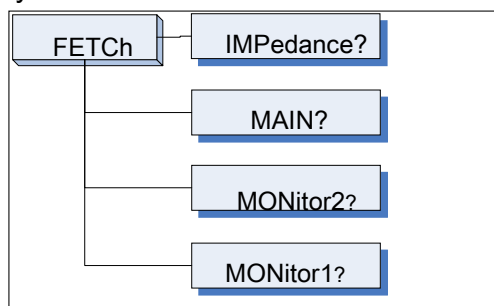 y
FETCh
IMPedance?
MAIN?
MONitor2?
MONitor1?